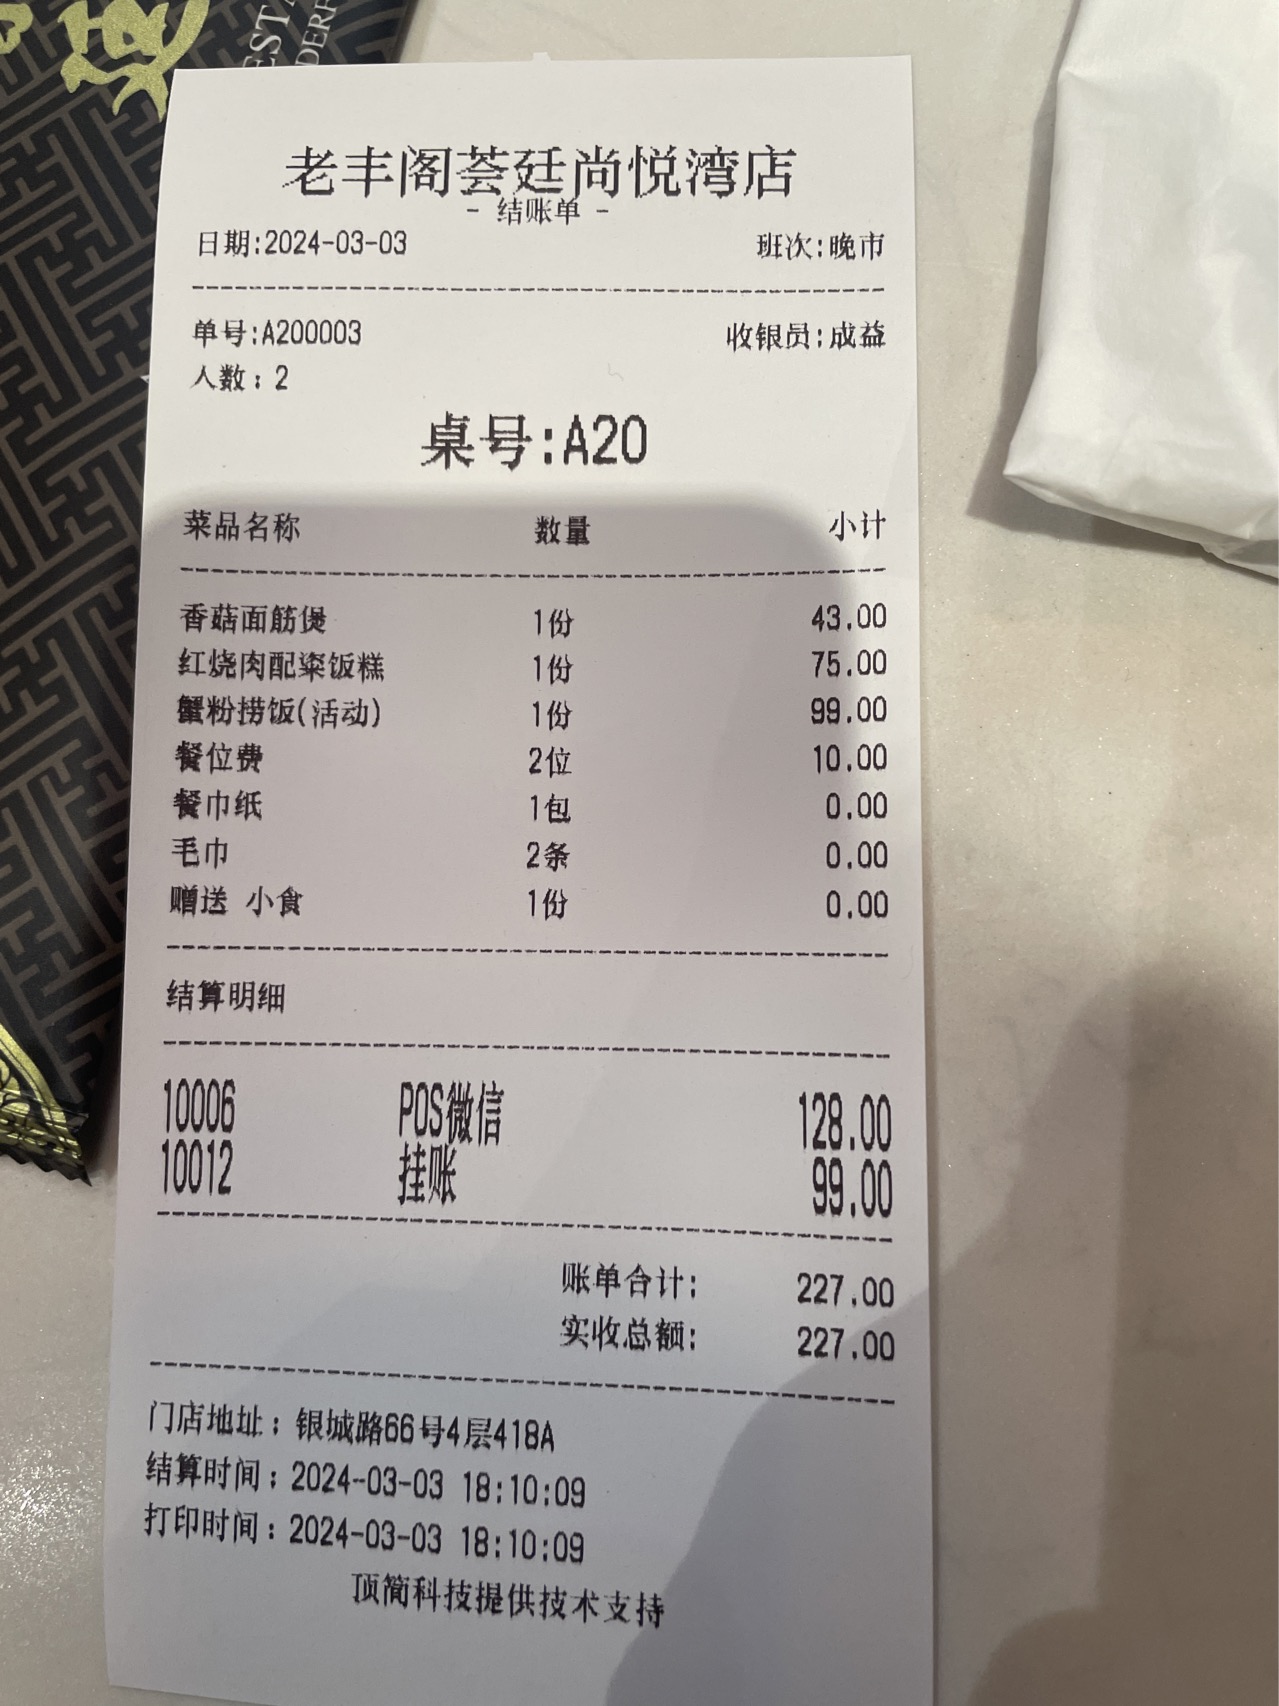 EST
DERF
老丰阁荟廷尚悦湾店
- 结账单 -
日期:2024-03-03 班次:晚市
单号:A200003 收银员:成益
人数:2
桌号:A20
菜品名称 数量 小计
香菇面筋煲 1份 43.00
红烧肉配粢饭糕 1份 75.00
蟹粉捞饭(活动) 1份 99.00
餐位费 2位 10.00
餐巾纸 1包 0.00
毛巾 2条 0.00
赠送 小食 1份 0.00
结算明细
10006 POS微信 128.00
10012 挂账 99.00
账单合计: 227.00
实收总额: 227.00
门店地址:银城路66号4层418A
结算时间:2024-03-03 18:10:09
打印时间:2024-03-03 18:10:09
顶简科技提供技术支持